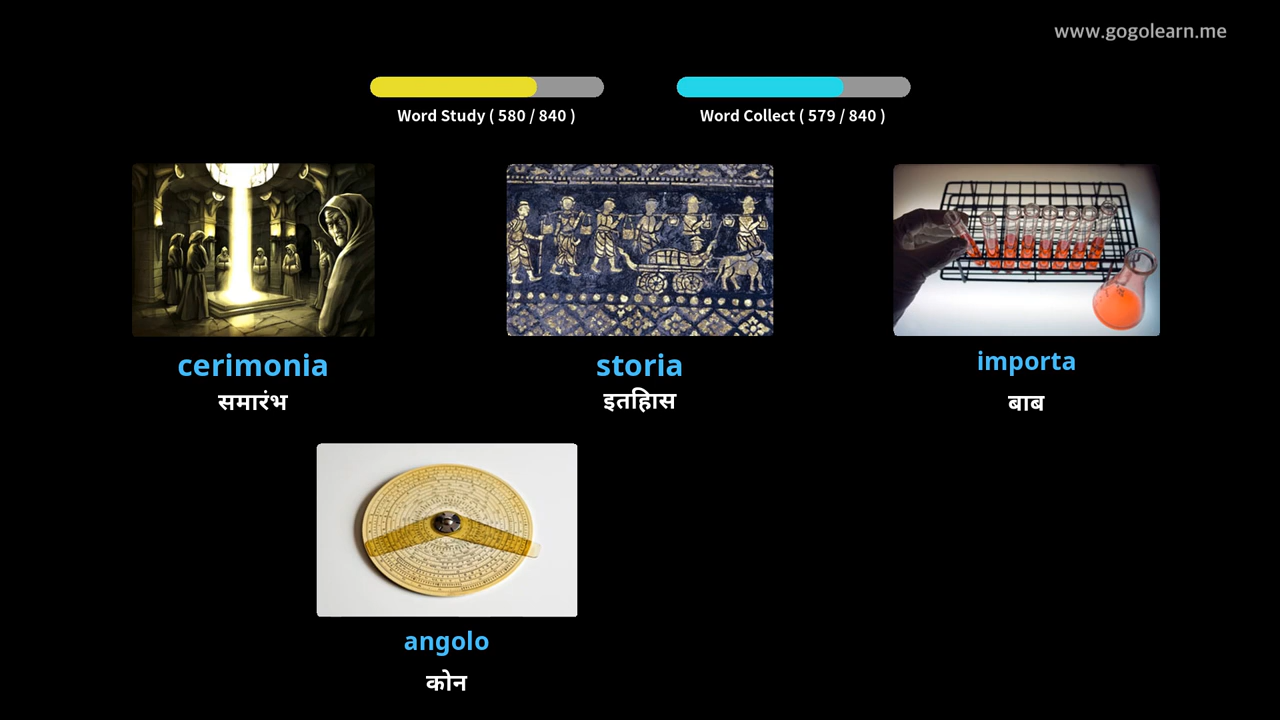 www.gogolearn.me
Word Study ( 580 / 840 )
Word Collect ( 579 / 840 )
cerimonia
समारंभ
storia
इतिहास
importa
बाब
angolo
कोन